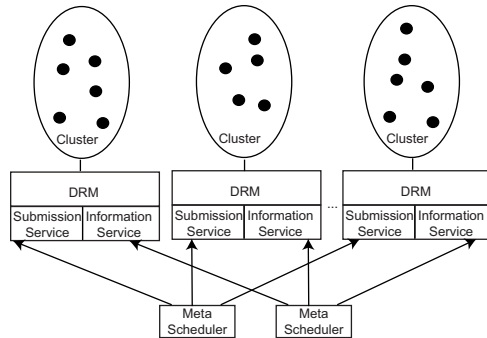 Cluster
Cluster
Cluster
DRM
DRM
DRM
Submission
Service
Information
Service
Submission
Service
Information
Service
...
Submission
Service
Information
Service
Meta
Scheduler
Meta
Scheduler